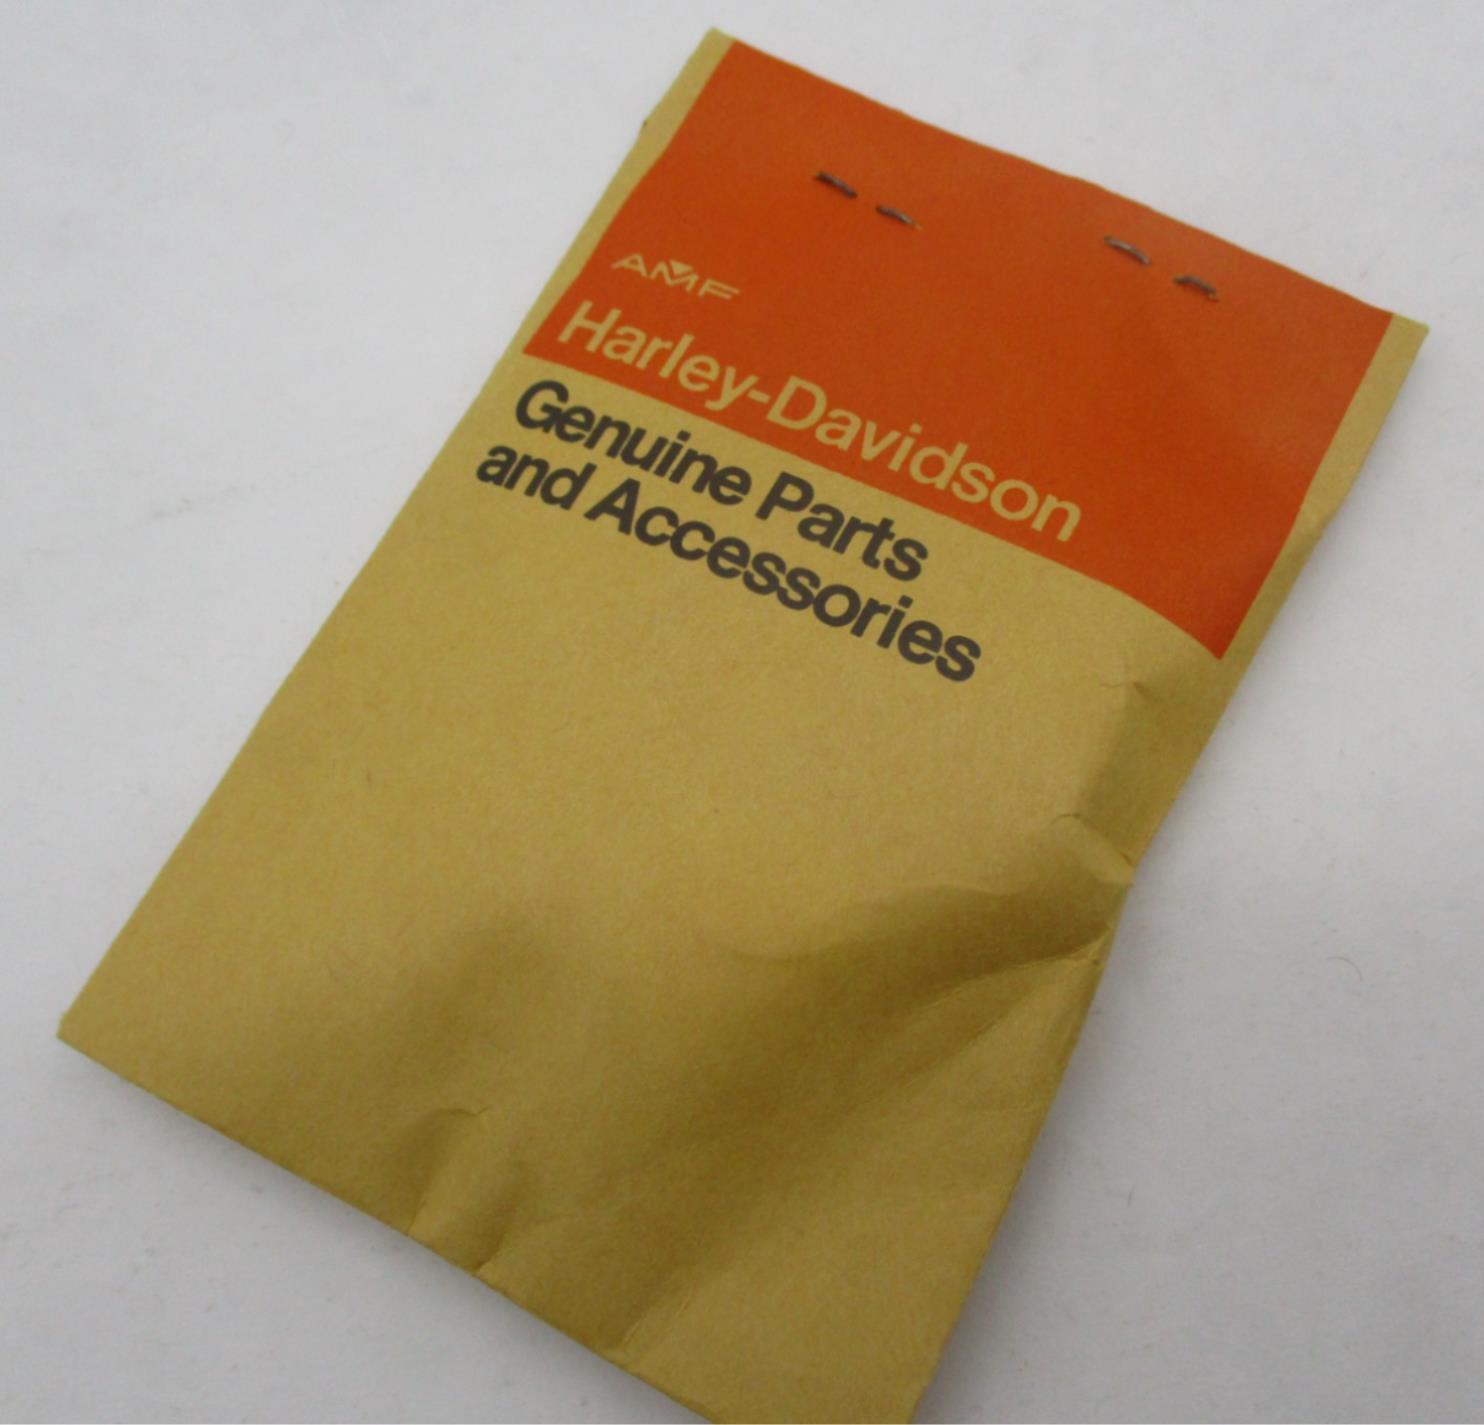 AMF
Harley-Davidson
Genuine Parts
and Accessories